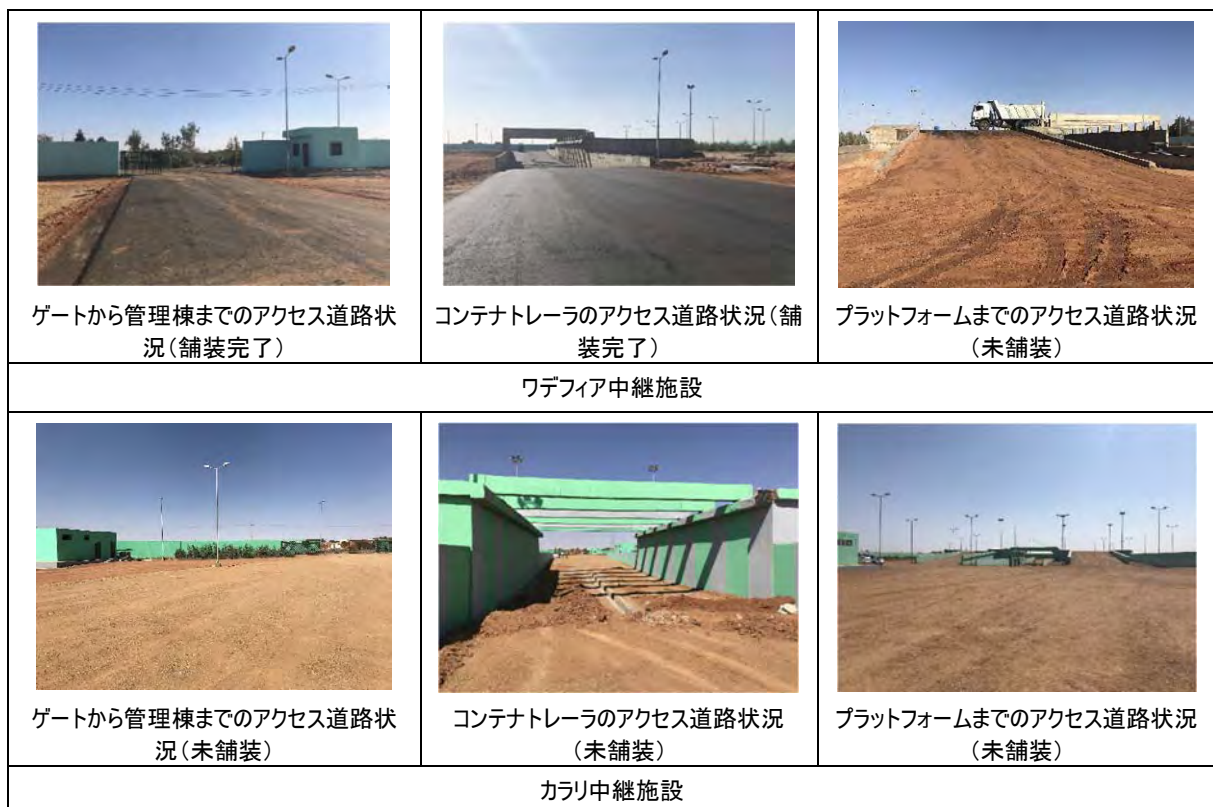 ゲートから管理棟までのアクセス道路状
況(舗装完了)
コンテナトレーラのアクセス道路状況(舗
装完了)
プラットフォームまでのアクセス道路状況
(未舗装)
ワデフィア中継施設
ゲートから管理棟までのアクセス道路状
況(未舗装)
コンテナトレーラのアクセス道路状況
(未舗装)
プラットフォームまでのアクセス道路状況
(未舗装)
カラリ中継施設